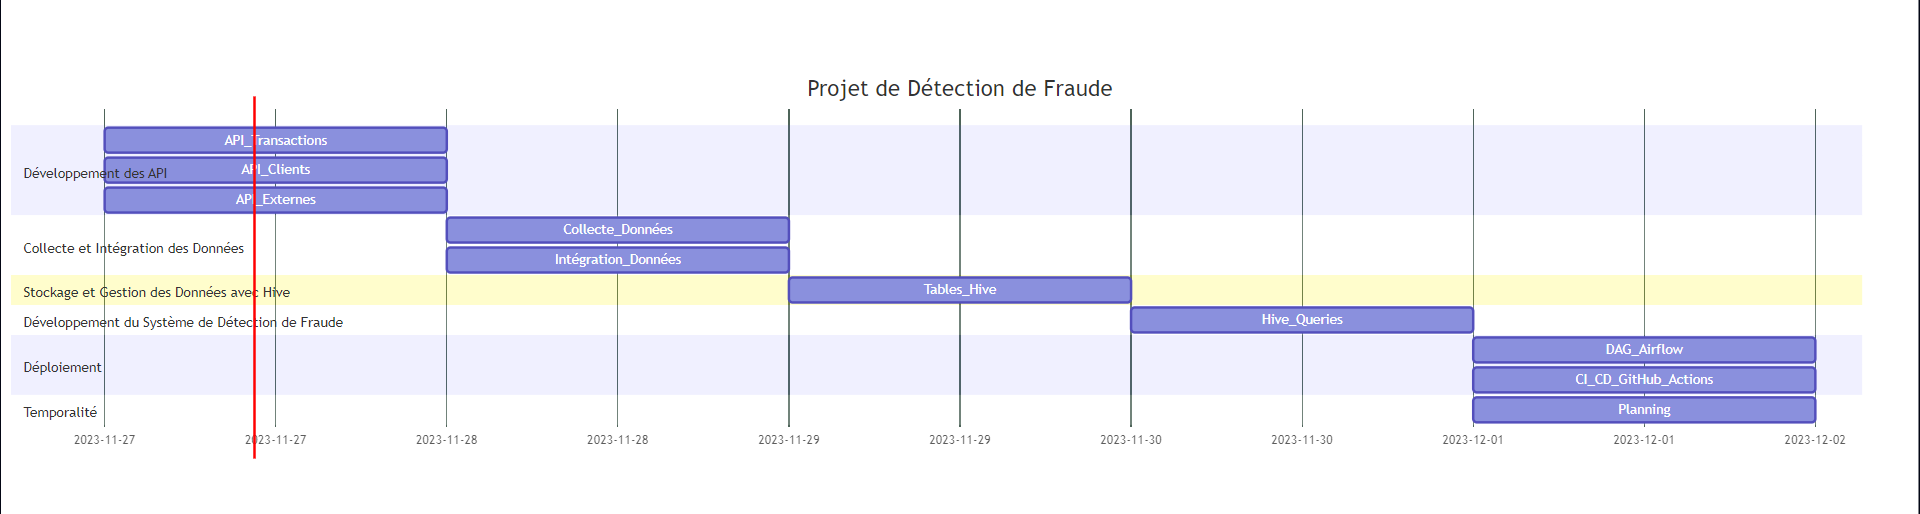 Projet de Détection de Fraude
API_Transactions
API_Clients
Développement des API
API_Externes
Collecte_Données
Collecte et Intégration des Données
Intégration_Données
Stockage et Gestion des Données avec Hive
Tables_Hive
Développement du Système de Détection de Fraude
Hive_Queries
DAG_Airflow
Déploiement
CI_CD_GitHub_Actions
Temporalité
Planning
2023-11-27 2023-11-27 2023-11-28 2023-11-28 2023-11-29 2023-11-29 2023-11-30 2023-11-30 2023-12-01 2023-12-01 2023-12-02